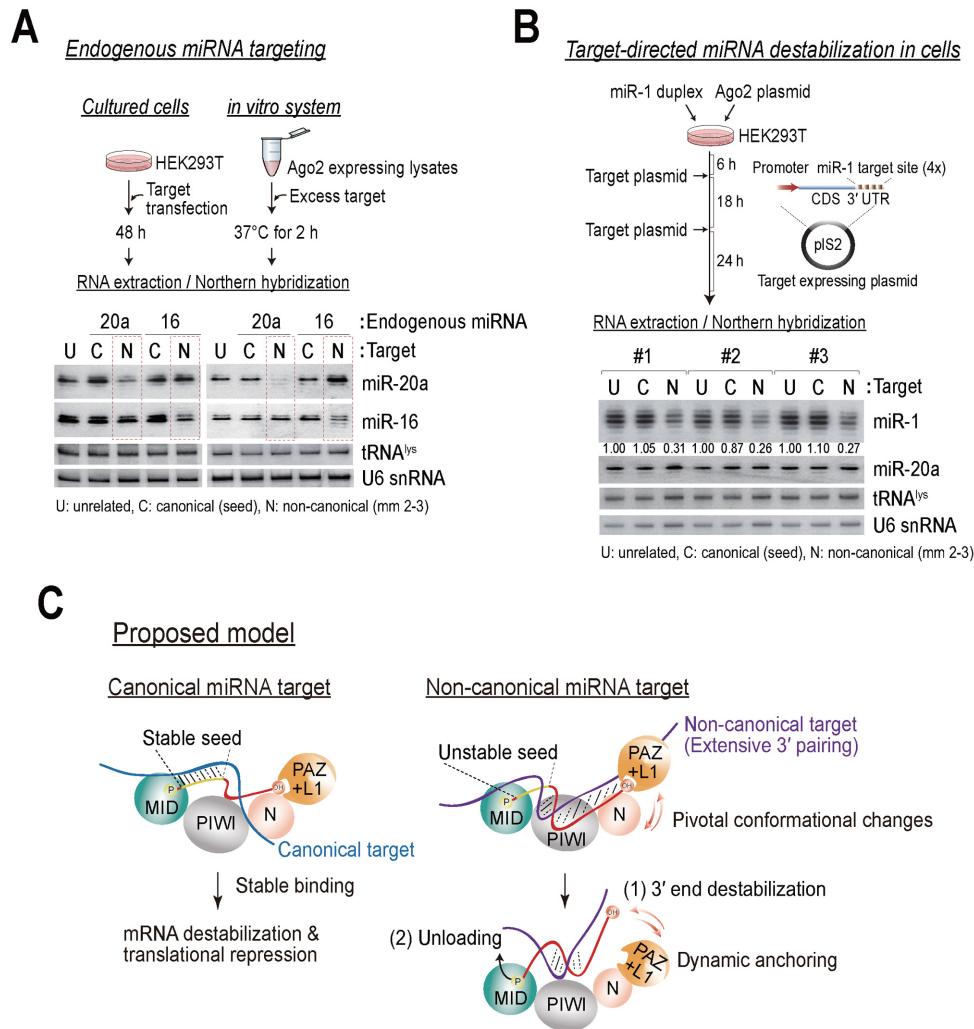 A
Endogenous miRNA targeting
Cultured cells
in vitro system
HEK293T
Ago2 expressing lysates
Target
transfection
Excess target
48 h
37°C for 2 h
RNA extraction / Northern hybridization
20a 16 20a 16 :Endogenous miRNA
U C N C N U C N C N :Target
miR-20a
miR-16
tRNAlys
U6 snRNA
U: unrelated, C: canonical (seed), N: non-canonical (mm 2-3)
B
Target-directed miRNA destabilization in cells
miR-1 duplex Ago2 plasmid
HEK293T
6 h
Target plasmid
18 h
Target plasmid
24 h
Promoter miR-1 target site (4x)
CDS 3′ UTR
pIS2
Target expressing plasmid
RNA extraction / Northern hybridization
#1 #2 #3
U C N U C N U C N :Target
miR-1
1.00 1.05 0.31 1.00 0.87 0.26 1.00 1.10 0.27
miR-20a
tRNAlys
U6 snRNA
U: unrelated, C: canonical (seed), N: non-canonical (mm 2-3)
C
Proposed model
Canonical miRNA target
Stable seed
P
OH
PAZ
+L1
MID
PIWI
N
Canonical target
Stable binding
mRNA destabilization &
translational repression
Non-canonical miRNA target
Non-canonical target
(Extensive 3′ pairing)
Unstable seed
PAZ
+L1
OH
P
MID
PIWI
N
Pivotal conformational changes
(1) 3′ end destabilization
OH
(2) Unloading
PAZ
+L1
Dynamic anchoring
P
MID
PIWI
N